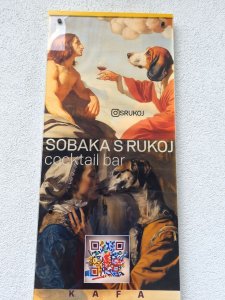 @SRUKOJ
SOBAKA S RUKOJ
cocktail bar
KAFA